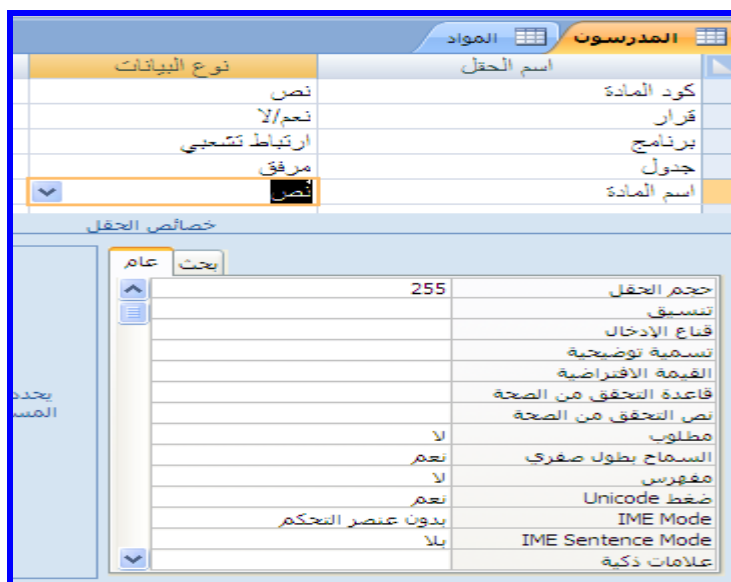 المدرسون المواد
اسم الحقل نوع البيانات
كود المادة نص
قرار نعم/لا
برنامج ارتباط تشعبي
جدول مرفق
اسم المادة نص
خصائص الحقل
عام بحث
حجم الحقل 255
تنسيق
قناع الإدخال
تسمية توضيحية
القيمة الافتراضية
قاعدة التحقق من الصحة
نص التحقق من الصحة
مطلوب لا
السماح بطول صفري نعم
مفهرس لا
ضغط Unicode نعم
IME Mode بدون عنصر التحكم
IME Sentence Mode بلا
علامات ذكية